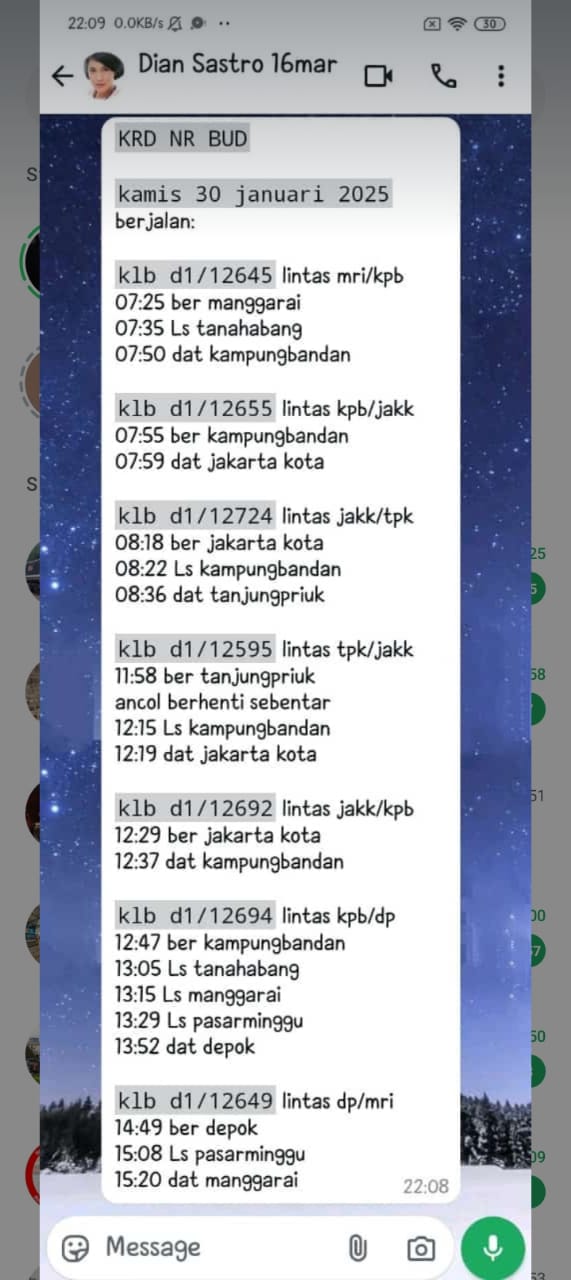 22:09 0.0KB/s
30
Dian Sastro 16mar
KRD NR BUD
kamis 30 januari 2025
berjalan:
klb d1/12645 lintas mri/kpb
07:25 ber manggarai
07:35 Ls tanahabang
07:50 dat kampungbandan
klb d1/12655 lintas kpb/jakk
07:55 ber kampungbandan
07:59 dat jakarta kota
klb d1/12724 lintas jakk/tpk
08:18 ber jakarta kota
08:22 Ls kampungbandan
08:36 dat tanjungpriuk
klb d1/12595 lintas tpk/jakk
11:58 ber tanjungpriuk
ancol berhenti sebentar
12:15 Ls kampungbandan
12:19 dat jakarta kota
klb d1/12692 lintas jakk/kpb
12:29 ber jakarta kota
12:37 dat kampungbandan
klb d1/12694 lintas kpb/dp
12:47 ber kampungbandan
13:05 Ls tanahabang
13:15 Ls manggarai
13:29 Ls pasarminggu
13:52 dat depok
klb d1/12649 lintas dp/mri
14:49 ber depok
15:08 Ls pasarminggu
15:20 dat manggarai
22:08
Message